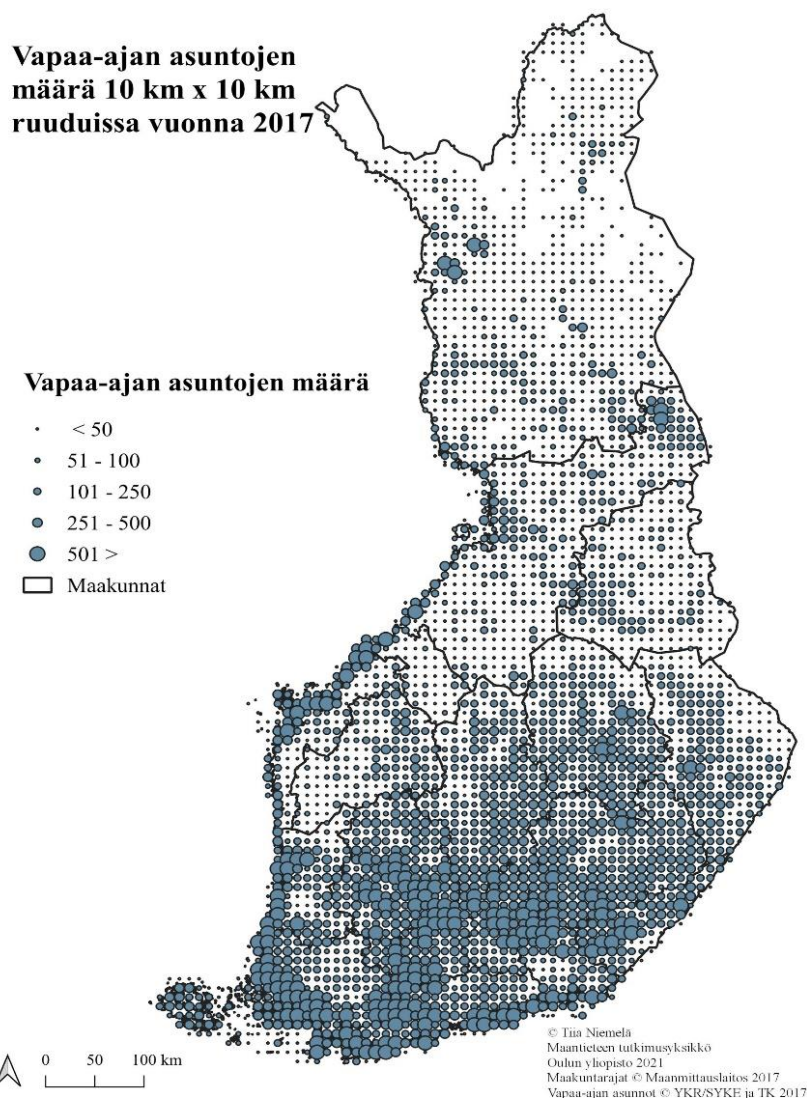 Vapaa-ajan asuntojen
määrä 10 km x 10 km
ruuduissa vuonna 2017
Vapaa-ajan asuntojen määrä
< 50
51 - 100
101 - 250
251 - 500
501 >
Maakunnat
0 50 100 km
© Tiia Niemelä
Maantieteen tutkimusyksikkö
Oulun yliopisto 2021
Maakuntarajat © Maanmittauslaitos 2017
Vapaa-ajan asunnot © YKR/SYKE ja TK 2017